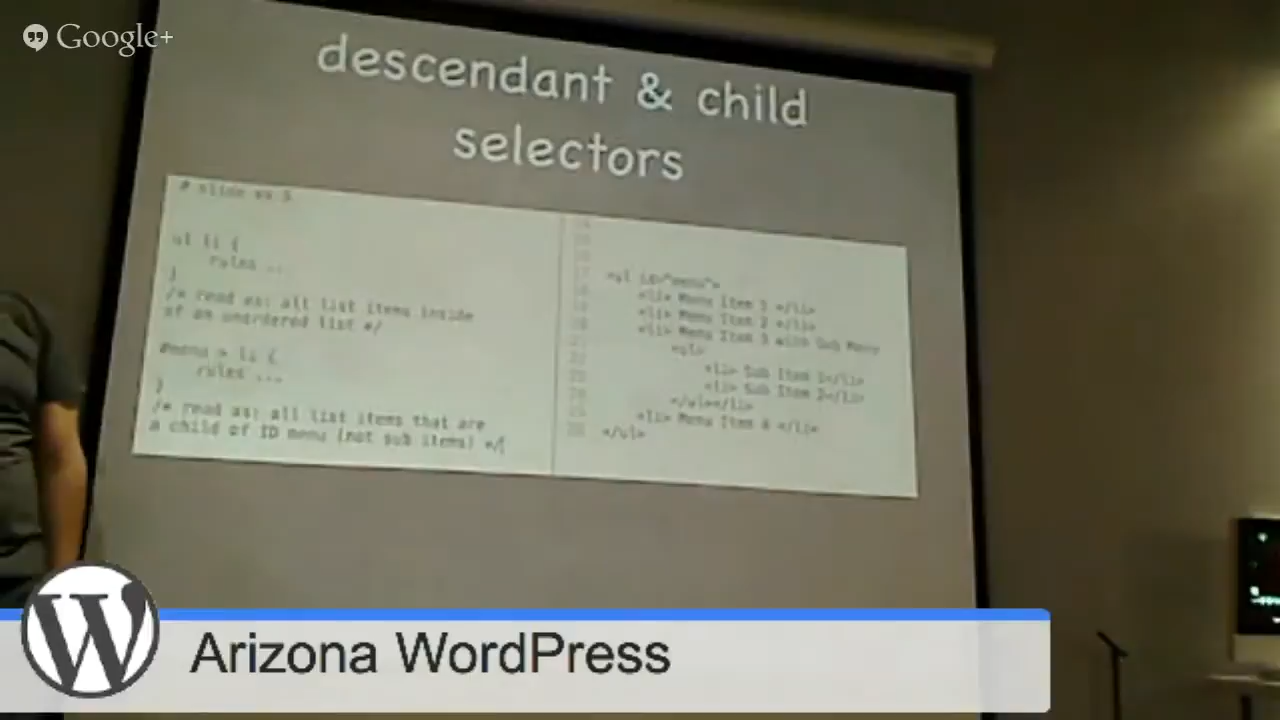 Google+
descendant & child
selectors
ul li {
rules ...
}
/* read as: all list items inside
of an unordered list */
#menu > li {
rules ...
}
/* read as: all list items that are
a child of ID menu (not sub items) */
<ul id="menu">
<li> Menu Item 1 </li>
<li> Menu Item 2 </li>
<li> Menu Item 3 with Sub Menu
<ul>
<li> Sub Item 1</li>
<li> Sub Item 2</li>
</ul></li>
<li> Menu Item 4 </li>
</ul>
Arizona WordPress